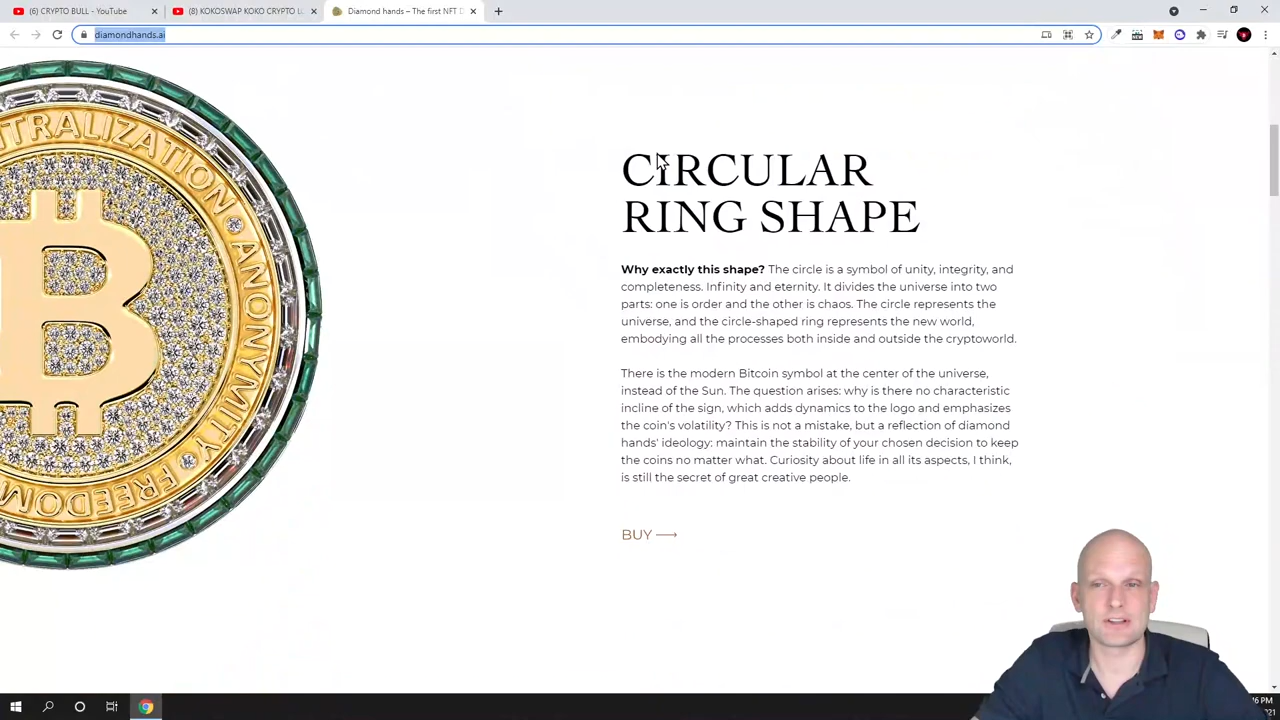 (6) CRYPTO BULL - YouTube
(8) KOKOSWAP KOKO CRYPTO
Diamond hands – The first NFT D
diamondhands.ai
NTRALIZATION
ANONYMITY
FREEDOM
CIRCULAR
RING SHAPE
Why exactly this shape? The circle is a symbol of unity, integrity, and
completeness. Infinity and eternity. It divides the universe into two
parts: one is order and the other is chaos. The circle represents the
universe, and the circle-shaped ring represents the new world,
embodying all the processes both inside and outside the cryptoworld.
There is the modern Bitcoin symbol at the center of the universe,
instead of the Sun. The question arises: why is there no characteristic
incline of the sign, which adds dynamics to the logo and emphasizes
the coin's volatility? This is not a mistake, but a reflection of diamond
hands' ideology: maintain the stability of your chosen decision to keep
the coins no matter what. Curiosity about life in all its aspects, I think,
is still the secret of great creative people.
BUY